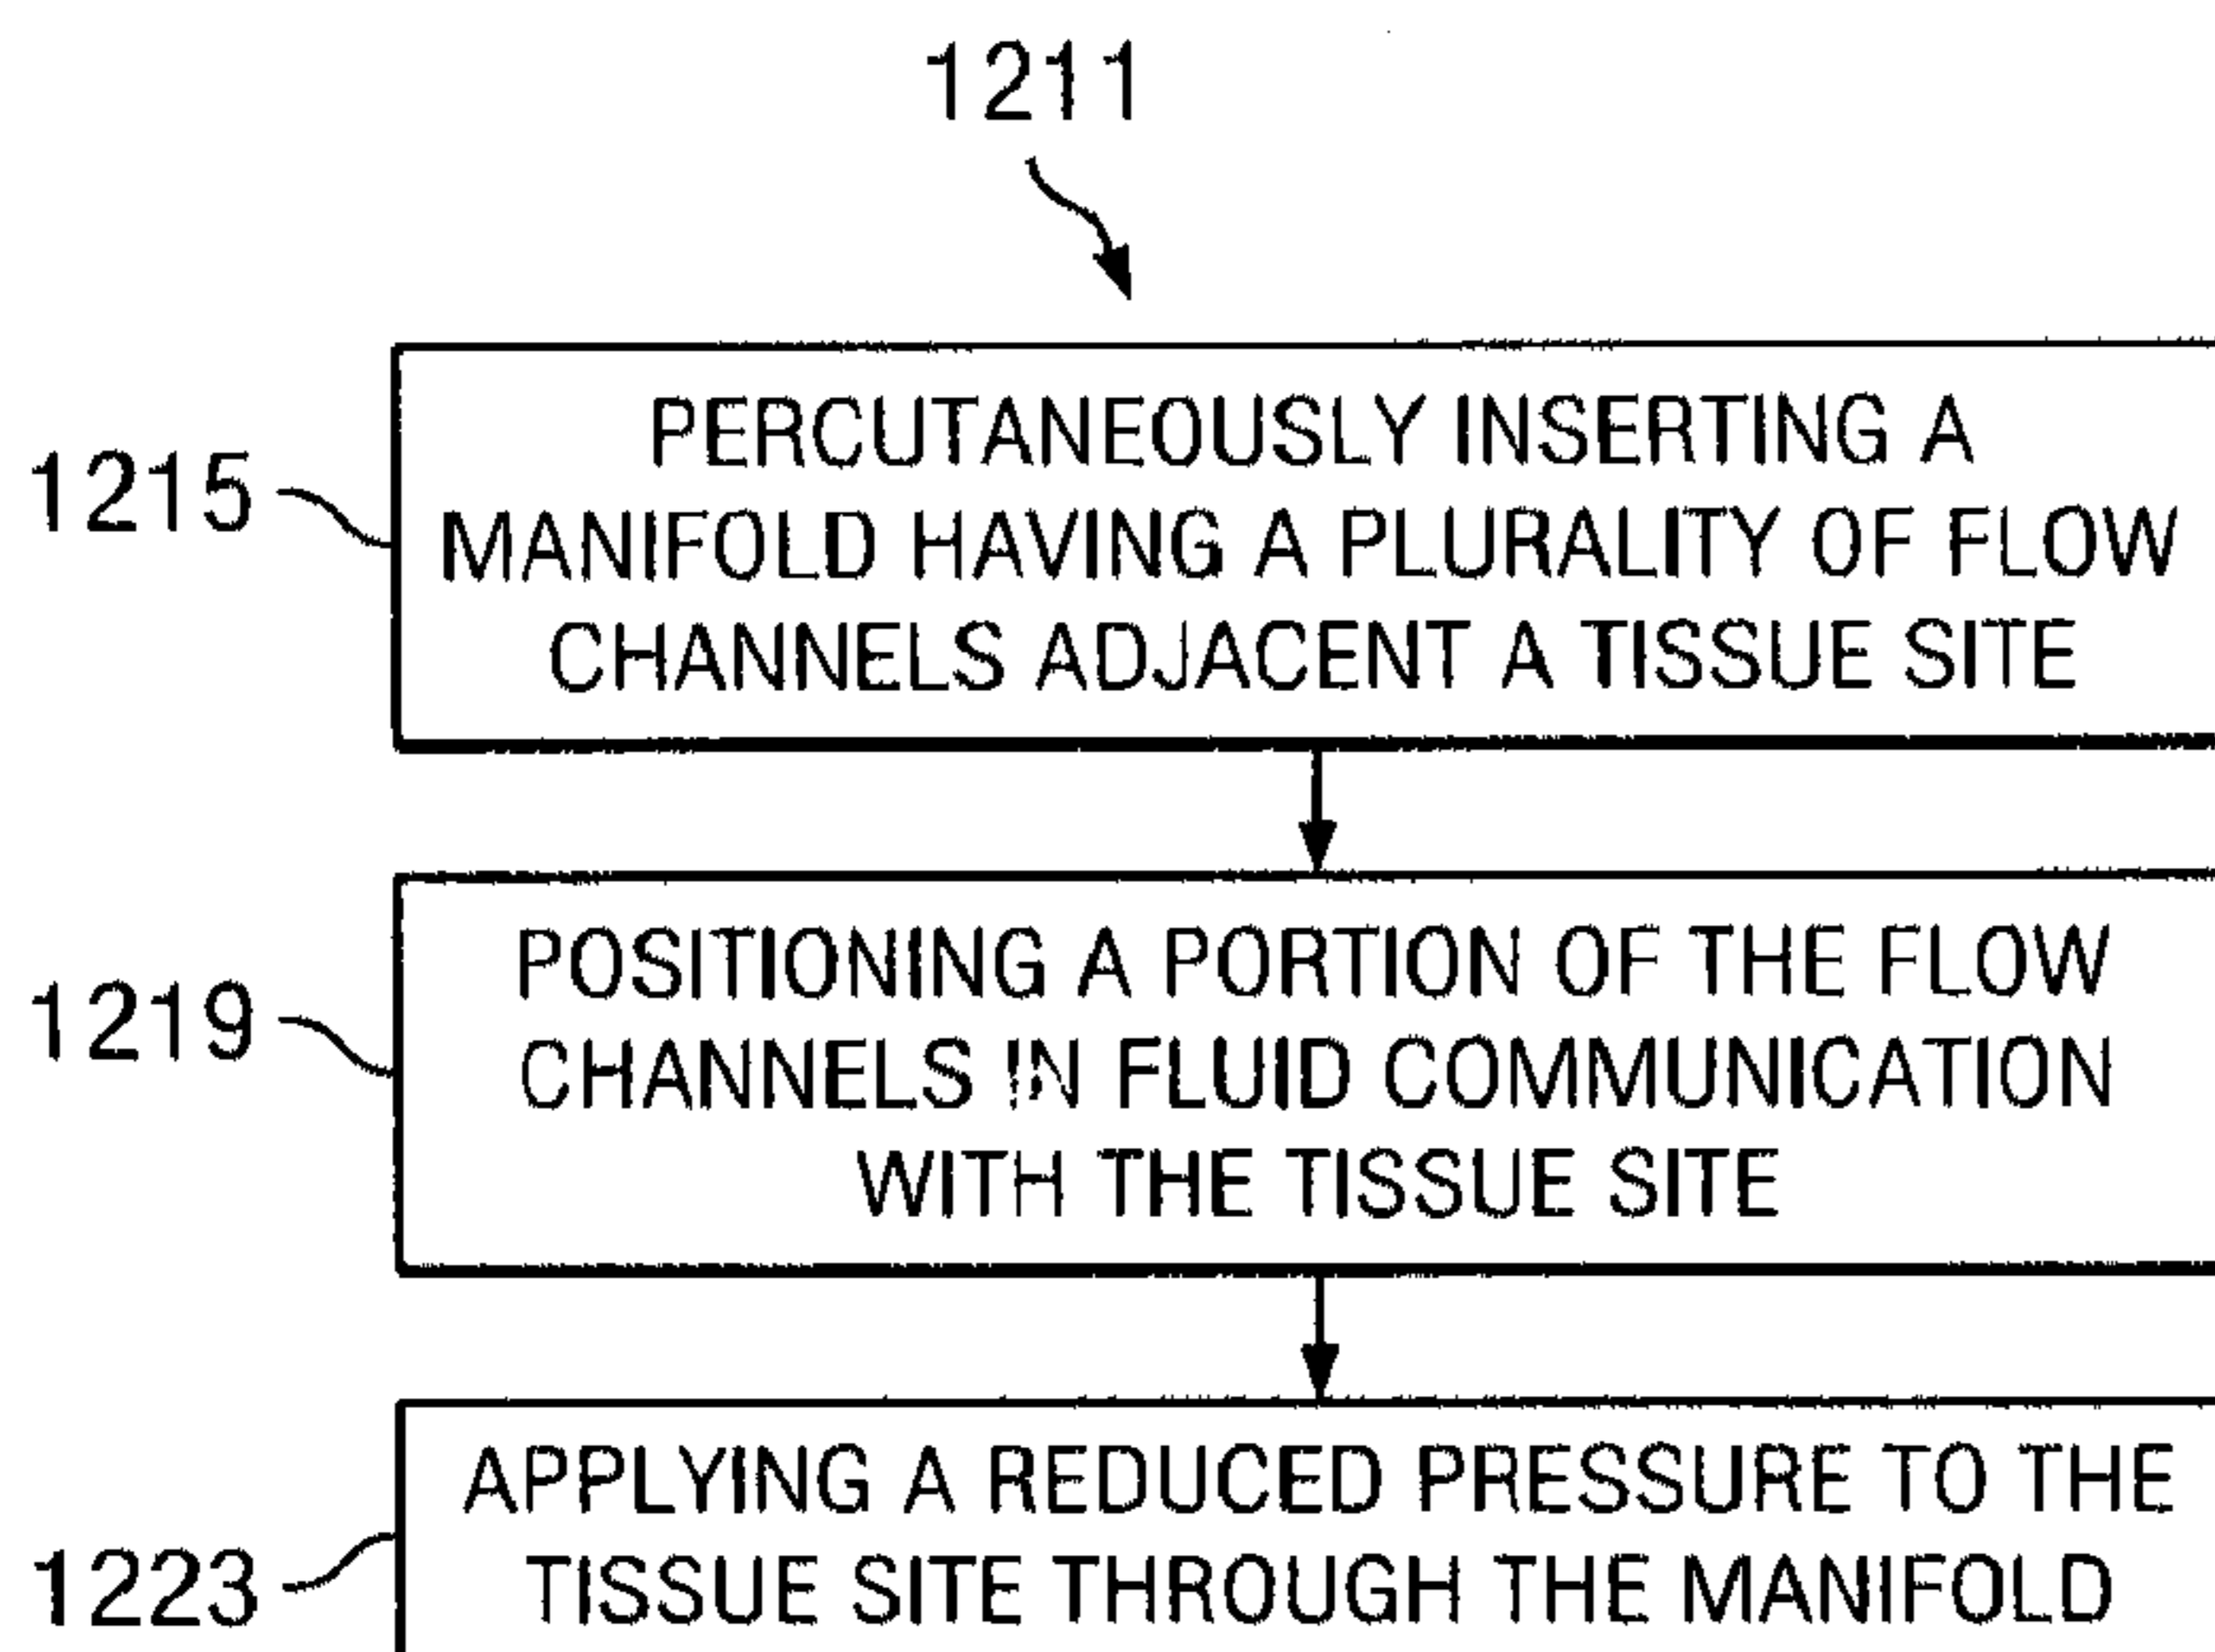 1211
1215
PERCUTANEOUSLY INSERTING A
MANIFOLD HAVING A PLURALITY OF FLOW
CHANNELS ADJACENT A TISSUE SITE
1219
POSITIONING A PORTION OF THE FLOW
CHANNELS IN FLUID COMMUNICATION
WITH THE TISSUE SITE
1223
APPLYING A REDUCED PRESSURE TO THE
TISSUE SITE THROUGH THE MANIFOLD